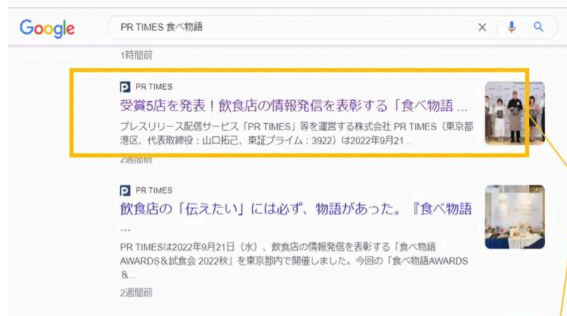 Google
PR TIMES 食べ物語
1時間前
PR TIMES
受賞5店を発表！飲食店の情報発信を表彰する「食べ物語 ...
プレスリリース配信サービス「PR TIMES」等を運営する株式会社 PR TIMES（東京都
港区、代表取締役：山口拓己、東証プライム：3922）は2022年9月21...
2週間前
PR TIMES
飲食店の「伝えたい」には必ず、物語があった。『食べ物語
...
PR TIMESは2022年9月21日（水）、飲食店の情報発信を表彰する「食べ物語
AWARDS＆試食会 2022秋」を東京都内で開催しました。今回の「食べ物語AWARDS
&...
2週間前